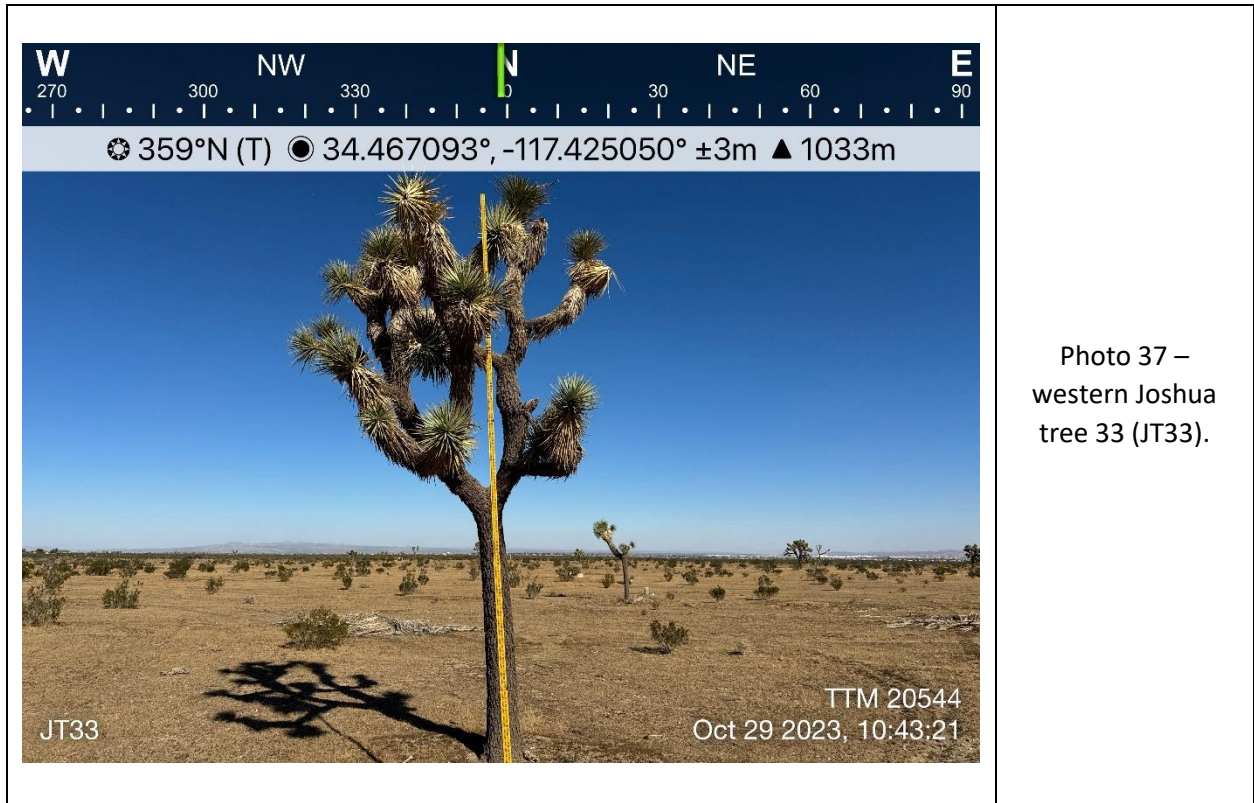 W NW N NE E
270 300 330 0 30 60 90
359°N (T) 34.467093°, -117.425050° ±3m ▲ 1033m
JT33
TTM 20544
Oct 29 2023, 10:43:21
Photo 37 –
western Joshua
tree 33 (JT33).